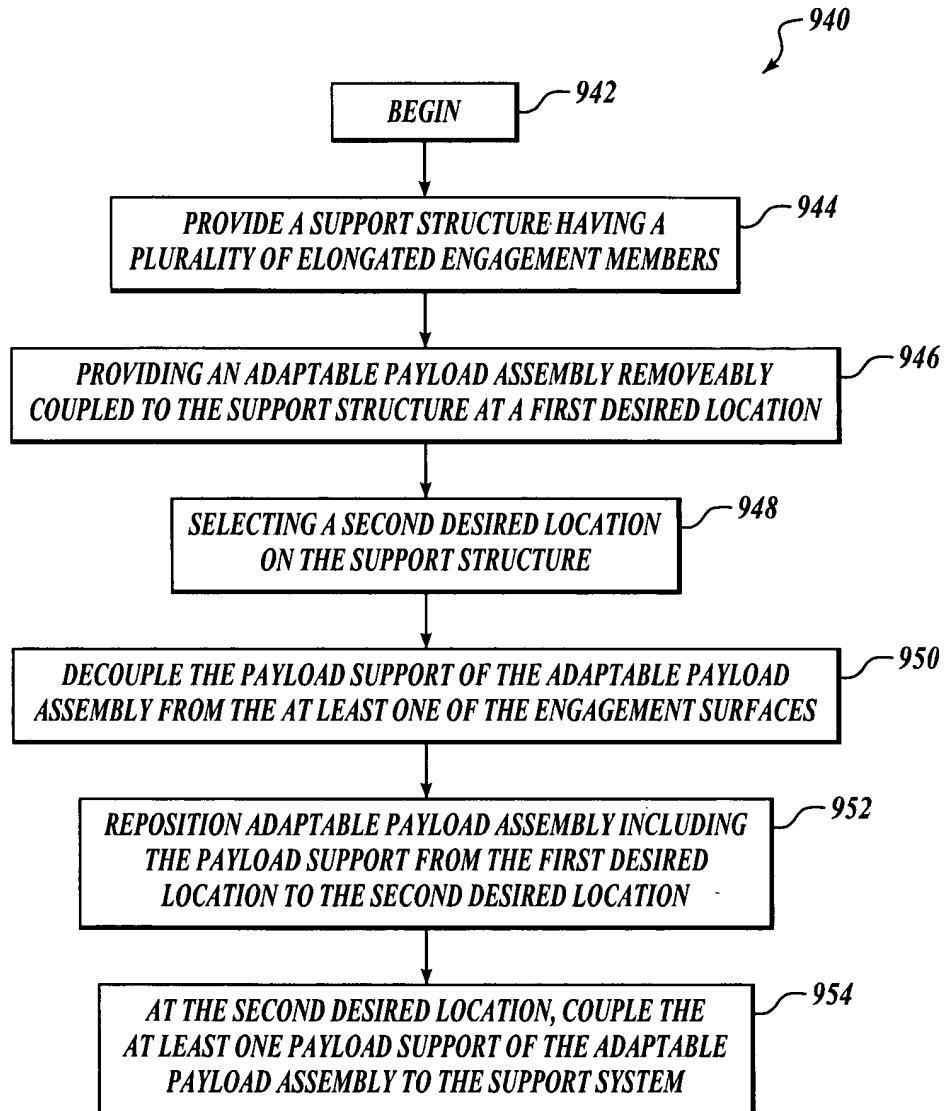 940
BEGIN
942
PROVIDE A SUPPORT STRUCTURE HAVING A
PLURALITY OF ELONGATED ENGAGEMENT MEMBERS
944
PROVIDING AN ADAPTABLE PAYLOAD ASSEMBLY REMOVEABLY
COUPLED TO THE SUPPORT STRUCTURE AT A FIRST DESIRED LOCATION
946
SELECTING A SECOND DESIRED LOCATION
ON THE SUPPORT STRUCTURE
948
DECOUPLE THE PAYLOAD SUPPORT OF THE ADAPTABLE PAYLOAD
ASSEMBLY FROM THE AT LEAST ONE OF THE ENGAGEMENT SURFACES
950
REPOSITION ADAPTABLE PAYLOAD ASSEMBLY INCLUDING
THE PAYLOAD SUPPORT FROM THE FIRST DESIRED
LOCATION TO THE SECOND DESIRED LOCATION
952
AT THE SECOND DESIRED LOCATION, COUPLE THE
AT LEAST ONE PAYLOAD SUPPORT OF THE ADAPTABLE
PAYLOAD ASSEMBLY TO THE SUPPORT SYSTEM
954